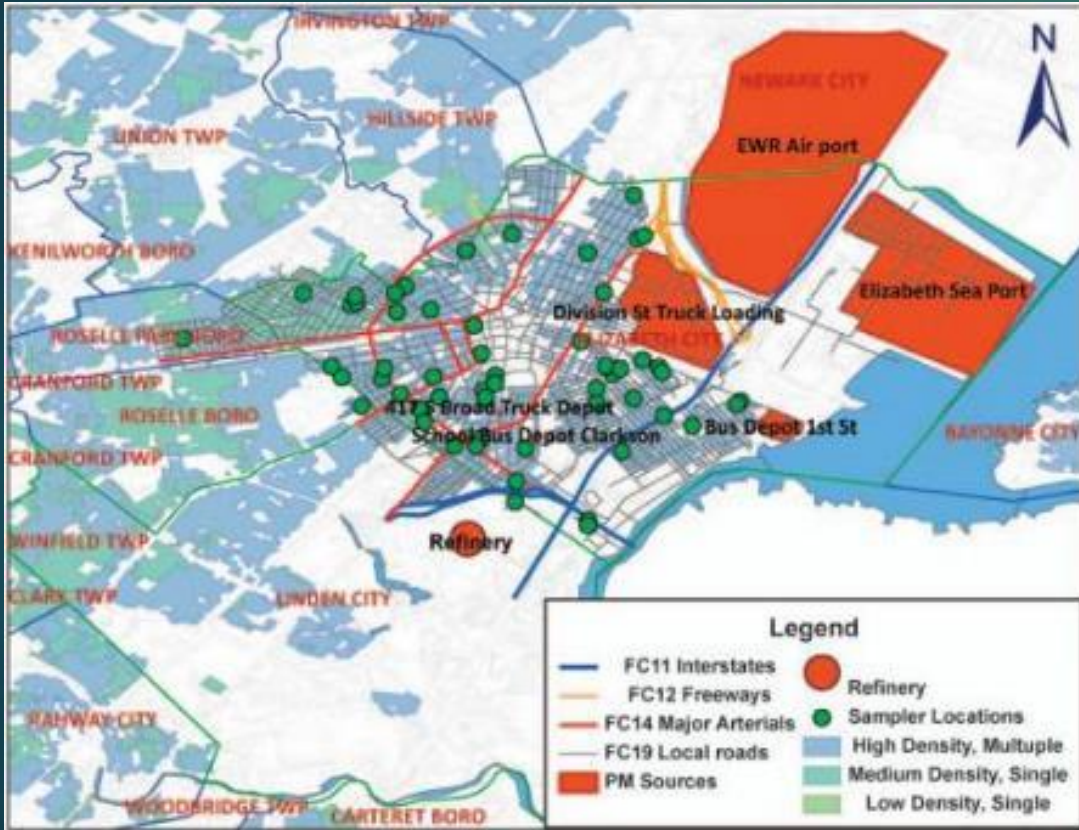 IRVINGTON TWP
N
NEWARK CITY
HILLSIDE TWP
UNION TWP
EWR Air port
KENILWORTH BORO
Elizabeth Sea Port
Division St Truck Loading
ROSELLE PARK BORO
ELIZABETH CITY
CRANFORD TWP
ROSELLE BORO
417 S Broad Truck Depot
School Bus Depot Clarkson
Bus Depot 1st St
BAYONNE CITY
CRANFORD TWP
WINFIELD TWP
Refinery
CLARK TWP
LINDEN CITY
RAHWAY CITY
WOODBRIDGE TWP
CARTERET BORO
Legend
FC11 Interstates
FC12 Freeways
FC14 Major Arterials
FC19 Local roads
PM Sources
Refinery
Sampler Locations
High Density, Multuple
Medium Density, Single
Low Density, Single